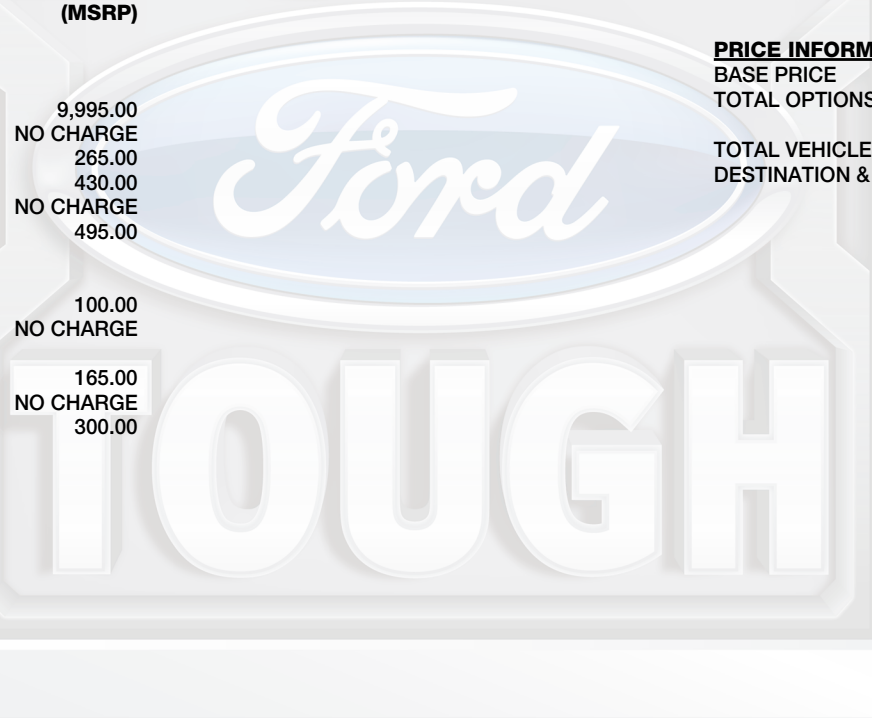 (MSRP)
9,995.00
NO CHARGE
265.00
430.00
NO CHARGE
495.00
100.00
NO CHARGE
165.00
NO CHARGE
300.00
PRICE INFORM
BASE PRICE
TOTAL OPTIONS
TOTAL VEHICLE
DESTINATION &
Ford
TOUGH